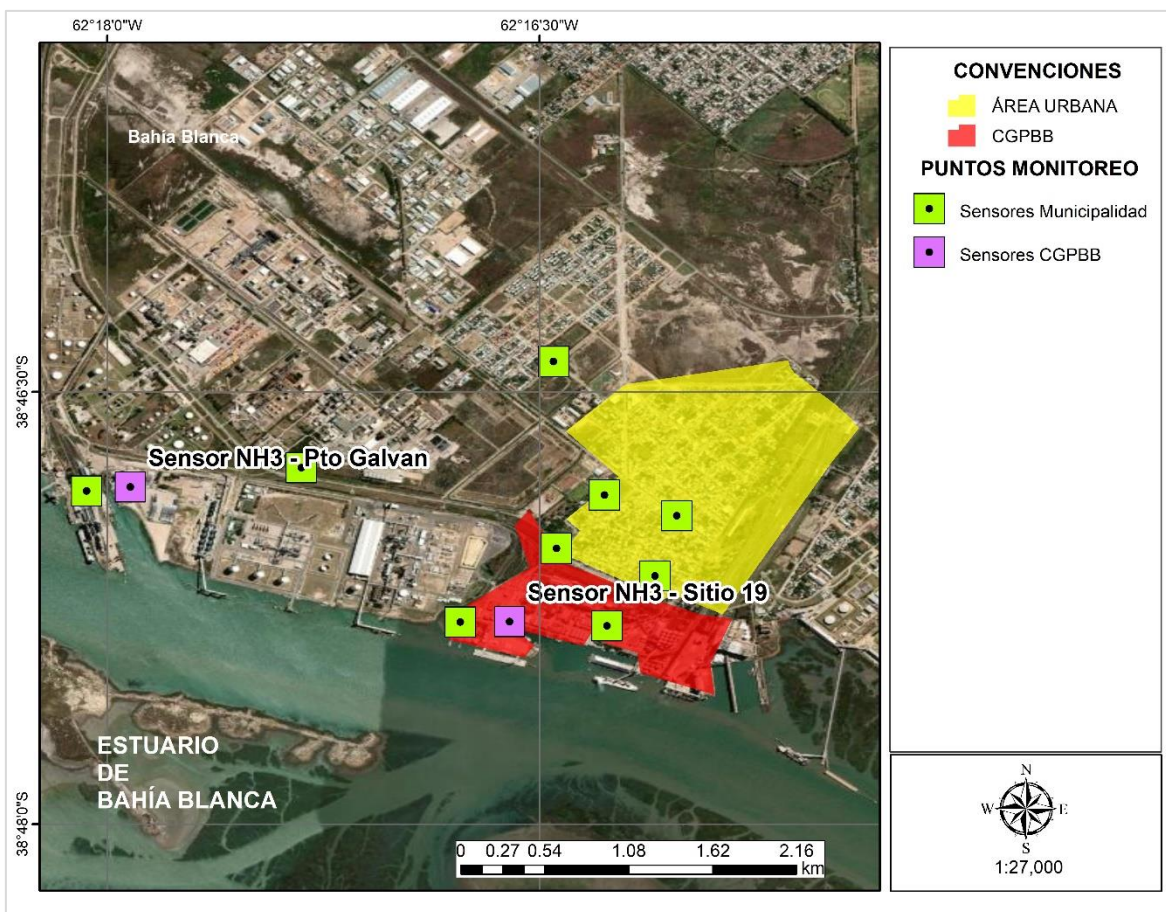 62°18'0"W
62°16'30"W
Bahía Blanca
38°46'30"S
Sensor NH3 - Pto Galvan
Sensor NH3 - Sitio 19
ESTUARIO
DE
BAHÍA BLANCA
38°48'0"S
0 0.27 0.54 1.08 1.62 2.16
km
CONVENCIONES
ÁREA URBANA
CGPBB
PUNTOS MONITOREO
Sensores Municipalidad
Sensores CGPBB
N
W E
S
1:27,000